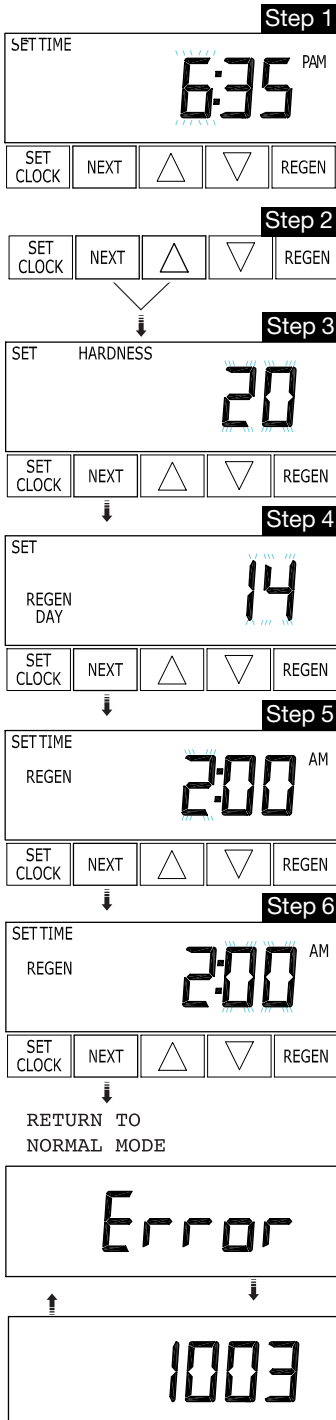 Step 1
SET TIME
6:35 PAM
SET CLOCK NEXT REGEN
Step 2
SET CLOCK NEXT REGEN
Step 3
SET HARDNESS
20
SET CLOCK NEXT REGEN
Step 4
SET
14
REGEN
DAY
SET CLOCK NEXT REGEN
Step 5
SET TIME
REGEN
2:00 AM
SET CLOCK NEXT REGEN
Step 6
SET TIME
REGEN
2:00 AM
SET CLOCK NEXT REGEN
RETURN TO
NORMAL MODE
Error
1003